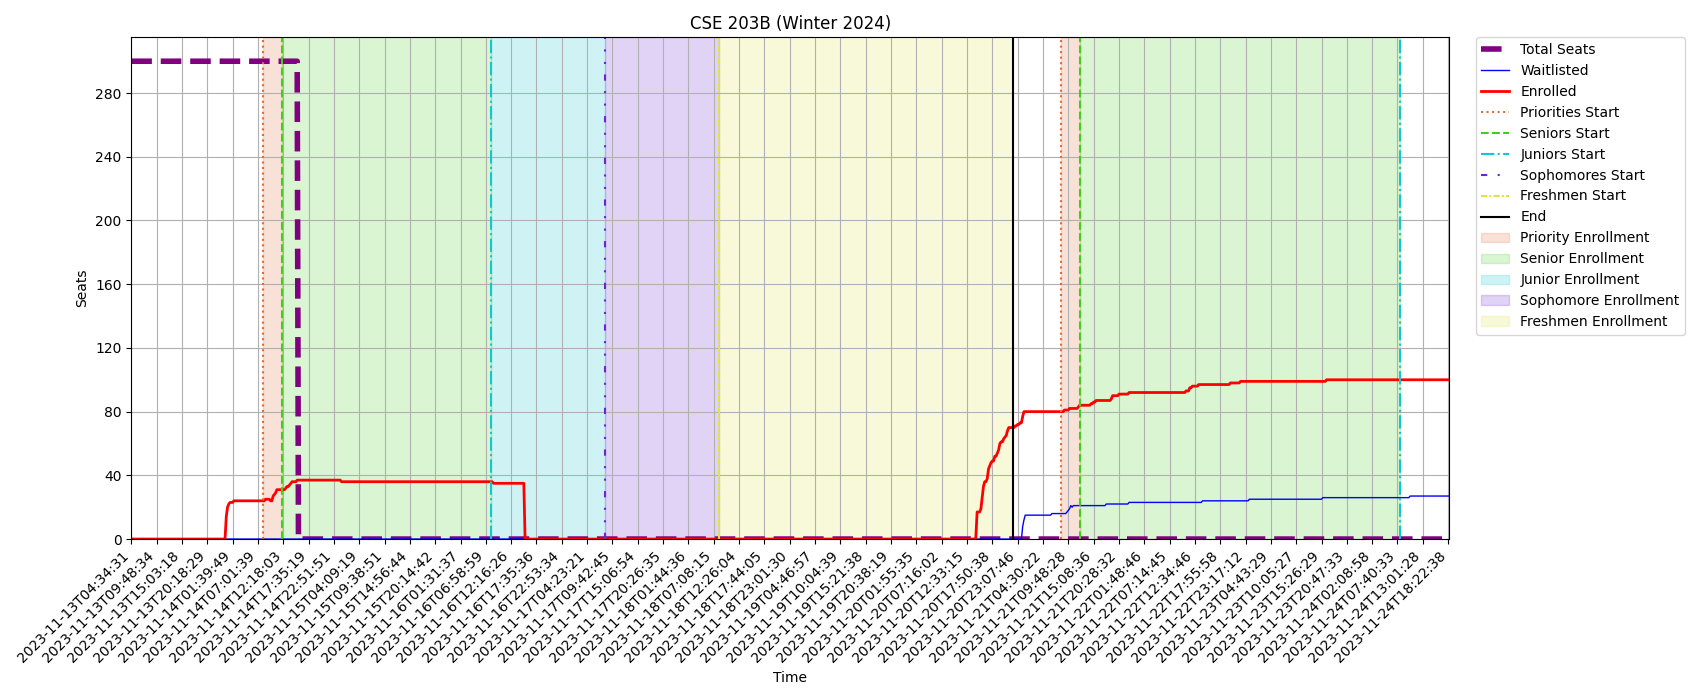 CSE 203B (Winter 2024)
Seats
280
240
200
160
120
80
40
0
2023-11-13T04:34:31
2023-11-13T09:48:34
2023-11-13T15:03:18
2023-11-13T20:18:29
2023-11-14T01:39:49
2023-11-14T07:01:39
2023-11-14T12:18:03
2023-11-14T17:35:19
2023-11-14T22:51:51
2023-11-15T04:09:19
2023-11-15T09:38:51
2023-11-15T14:56:44
2023-11-15T20:14:42
2023-11-16T01:31:37
2023-11-16T06:58:59
2023-11-16T12:16:26
2023-11-16T17:35:36
2023-11-16T22:53:34
2023-11-17T04:23:21
2023-11-17T09:42:45
2023-11-17T15:06:54
2023-11-17T20:26:35
2023-11-18T01:44:36
2023-11-18T07:08:15
2023-11-18T12:26:04
2023-11-18T17:44:05
2023-11-18T23:01:30
2023-11-19T04:46:57
2023-11-19T10:04:39
2023-11-19T15:21:38
2023-11-19T20:38:19
2023-11-20T01:55:35
2023-11-20T07:16:02
2023-11-20T12:33:15
2023-11-20T17:50:38
2023-11-20T23:07:46
2023-11-21T04:30:22
2023-11-21T09:48:28
2023-11-21T15:08:36
2023-11-21T20:28:32
2023-11-22T01:48:46
2023-11-22T07:14:45
2023-11-22T12:34:46
2023-11-22T17:55:58
2023-11-22T23:17:12
2023-11-23T04:43:29
2023-11-23T10:05:27
2023-11-23T15:26:29
2023-11-23T20:47:33
2023-11-24T02:08:58
2023-11-24T07:40:33
2023-11-24T13:01:28
2023-11-24T18:22:38
Time
Total Seats
Waitlisted
Enrolled
Priorities Start
Seniors Start
Juniors Start
Sophomores Start
Freshmen Start
End
Priority Enrollment
Senior Enrollment
Junior Enrollment
Sophomore Enrollment
Freshmen Enrollment